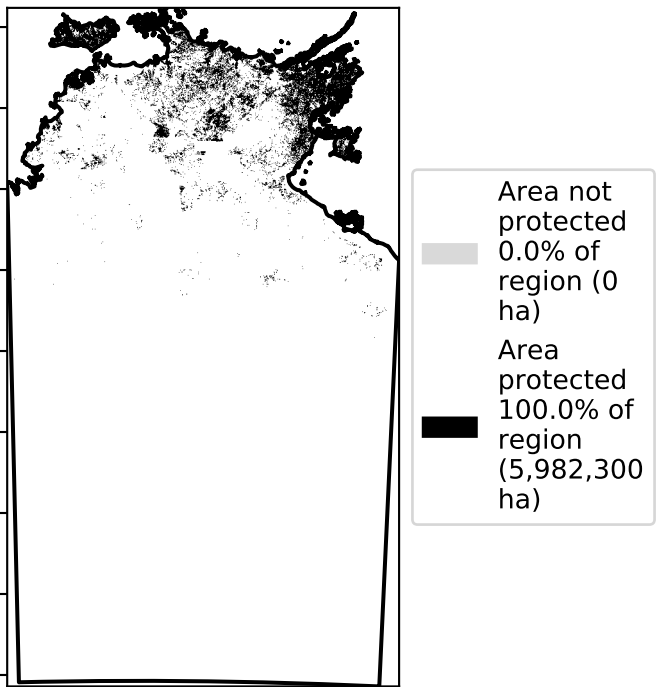 Area not
protected
0.0% of
region (0
ha)
Area
protected
100.0% of
region
(5,982,300
ha)